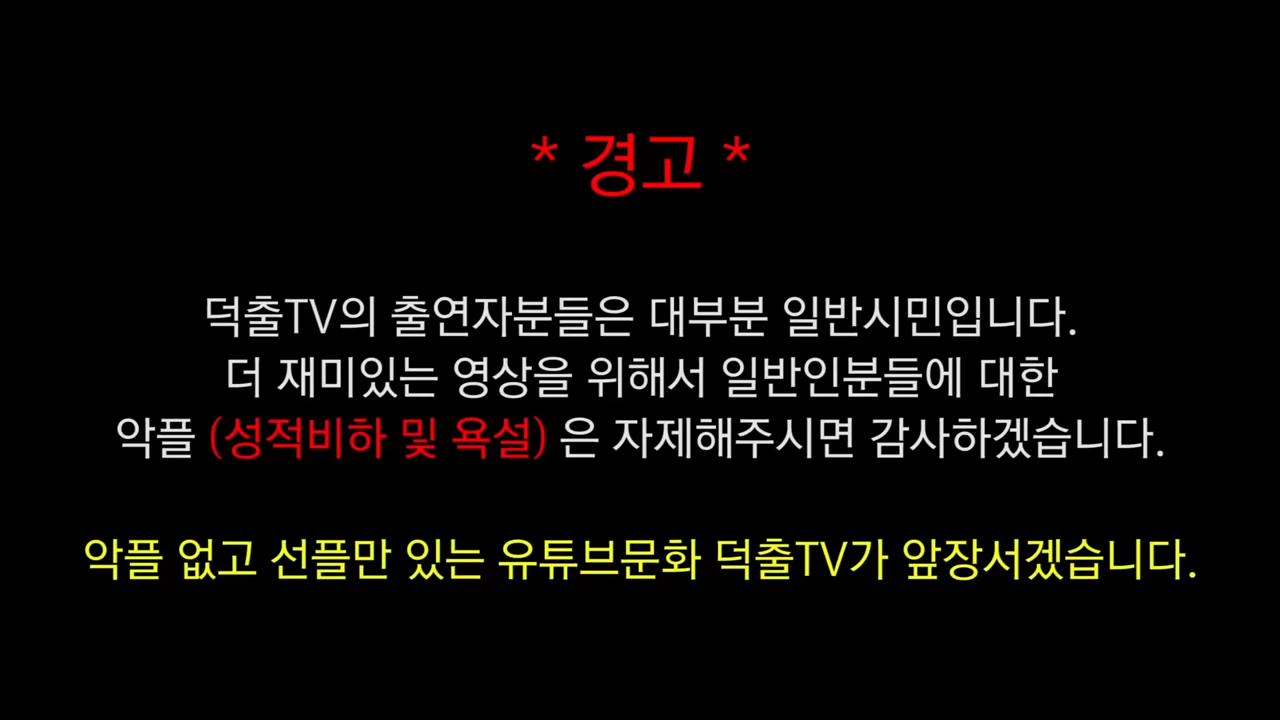 * 경고 *
덕출TV의 출연자분들은 대부분 일반시민입니다.
더 재미있는 영상을 위해서 일반인분들에 대한
악플 (성적비하 및 욕설) 은 자제해주시면 감사하겠습니다.
악플 없고 선플만 있는 유튜브문화 덕출TV가 앞장서겠습니다.